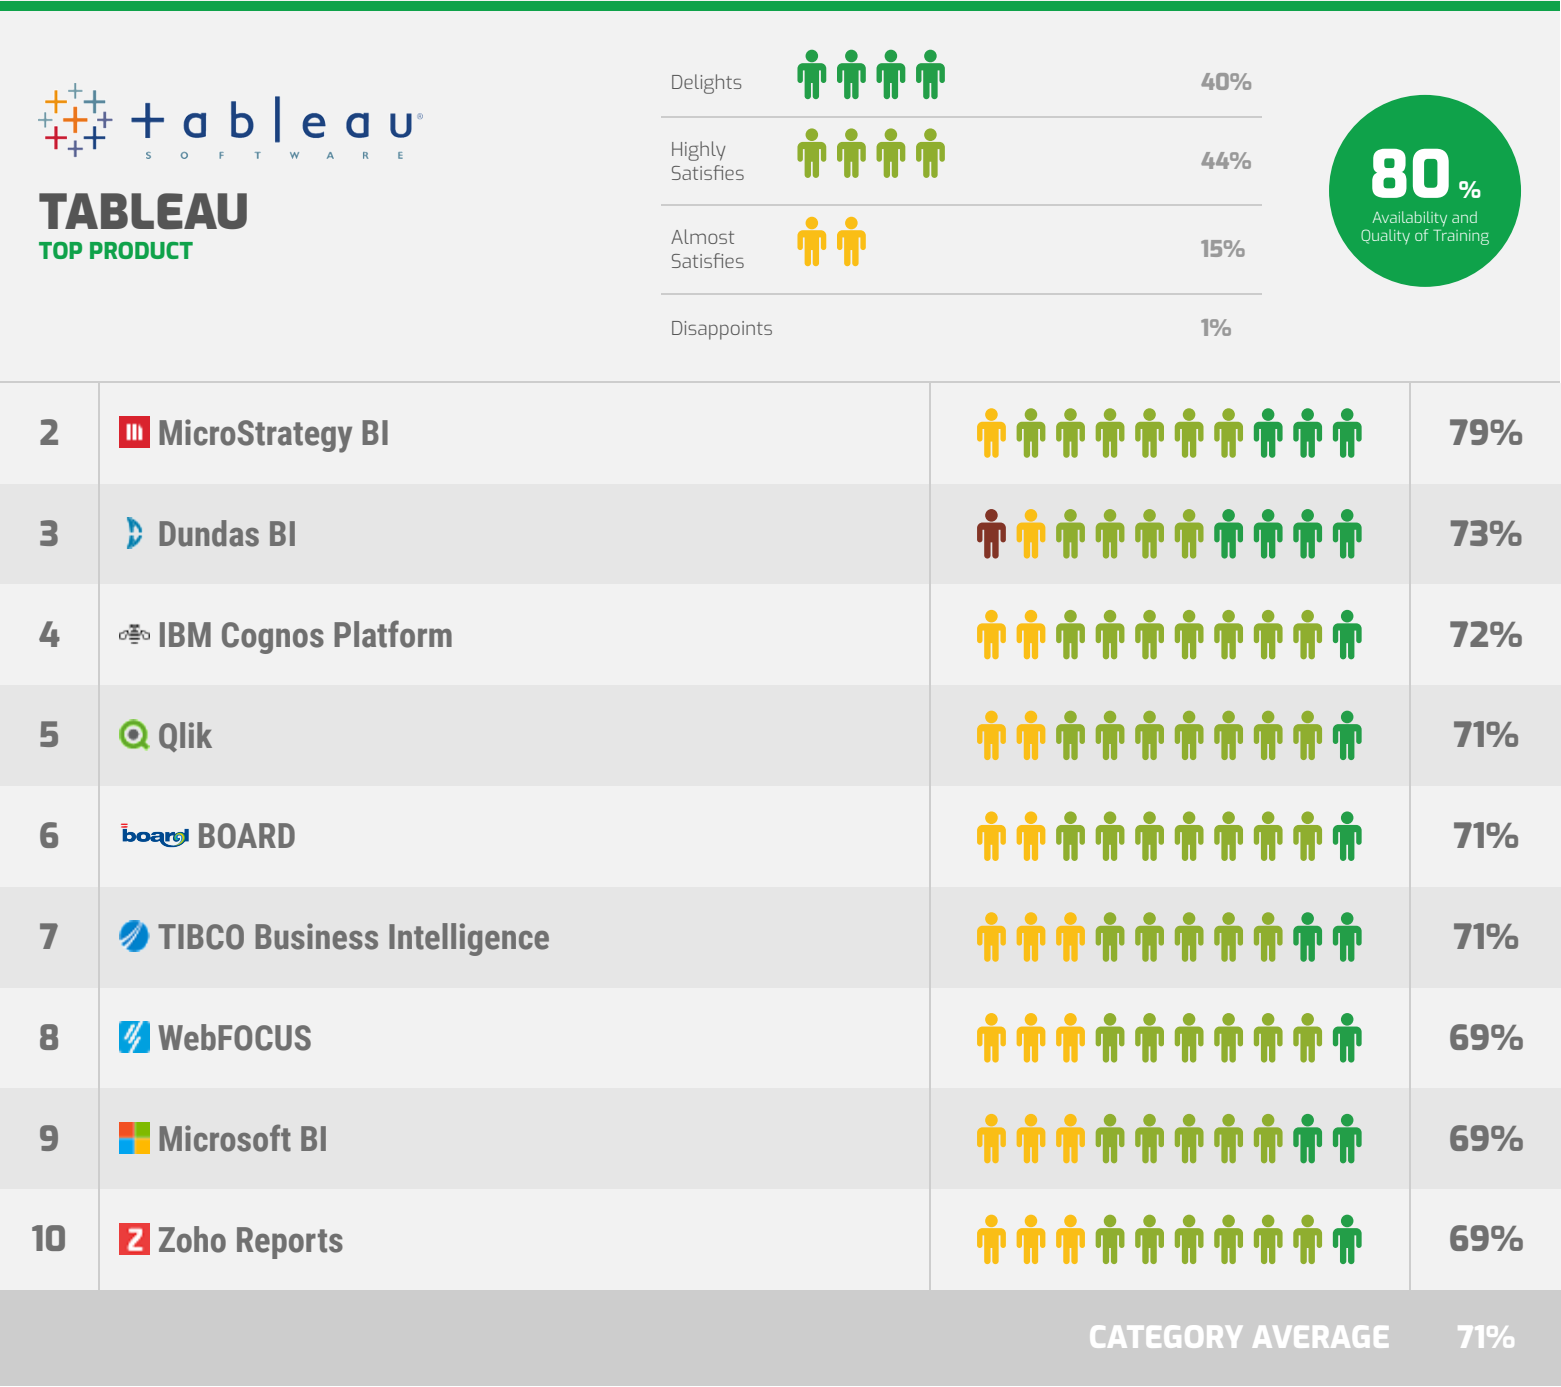 tableau®
SOFTWARE
TABLEAU
TOP PRODUCT
Delights 40%
Highly
Satisfies 44%
Almost
Satisfies 15%
Disappoints 1%
80 %
Availability and
Quality of Training
2 MicroStrategy BI 79%
3 Dundas BI 73%
4 IBM Cognos Platform 72%
5 Qlik 71%
6 board BOARD 71%
7 TIBCO Business Intelligence 71%
8 WebFOCUS 69%
9 Microsoft BI 69%
10 Z Zoho Reports 69%
CATEGORY AVERAGE 71%